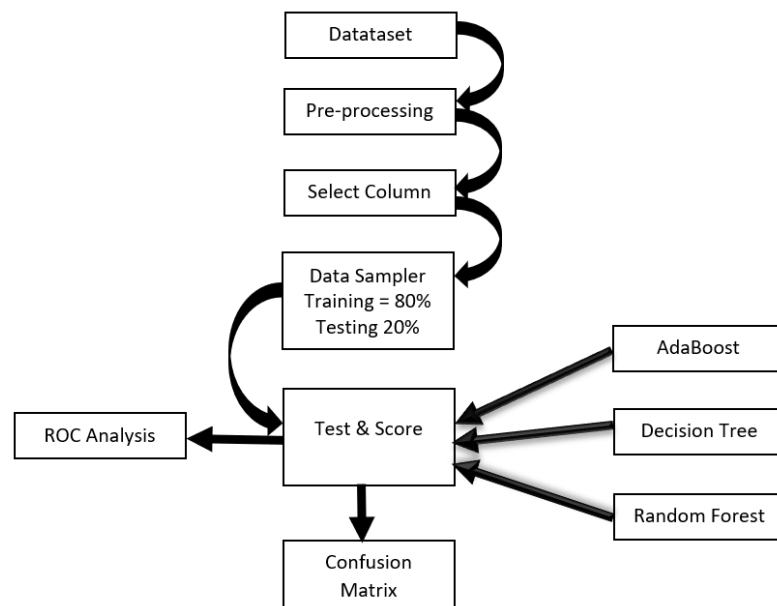 Datataset
Pre-processing
Select Column
Data Sampler
Training = 80%
Testing 20%
AdaBoost
Test & Score
ROC Analysis
Decision Tree
Random Forest
Confusion
Matrix